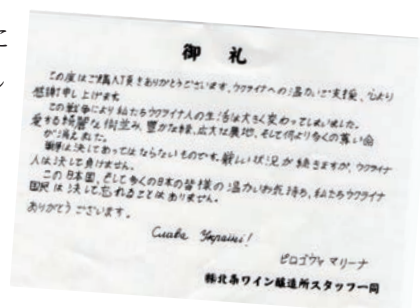 に
御礼
この度はご購入頂きありがとうございます。ウクライナへの温かいご支援、心より
感謝申し上げます。
この戦争により私たちウクライナ人の生活は大きく変わってしまいました。
愛する綺麗な街並み、豊かな緑、広大な農地、そして何より多くの尊い命
が消えました。
戦争は決してあってはならないものです。厳しい状況が続きますが、ウクライナ
人は決して負けません。
この日本国、そして多くの日本の皆様の温かいお気持ち、私たちウクライナ
国民は決して忘れることはありません。
ありがとうございます。
Слава Україні!
ピロゴヴァ マリーナ
㈱北条ワイン醸造所スタッフ一同